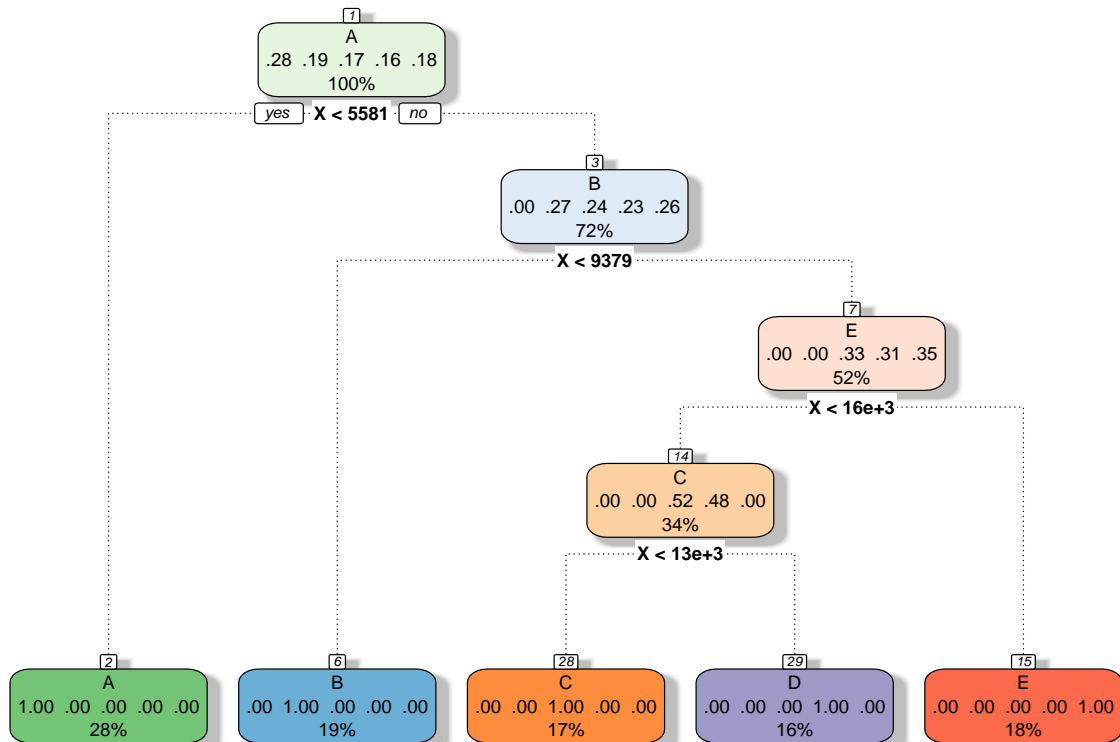 1
A
.28 .19 .17 .16 .18
100%
yes X < 5581 no
3
B
.00 .27 .24 .23 .26
72%
X < 9379
7
E
.00 .00 .33 .31 .35
52%
X < 16e+3
14
C
.00 .00 .52 .48 .00
34%
X < 13e+3
2
A
1.00 .00 .00 .00 .00
28%
6
B
.00 1.00 .00 .00 .00
19%
28
C
.00 .00 1.00 .00 .00
17%
29
D
.00 .00 .00 1.00 .00
16%
15
E
.00 .00 .00 .00 1.00
18%